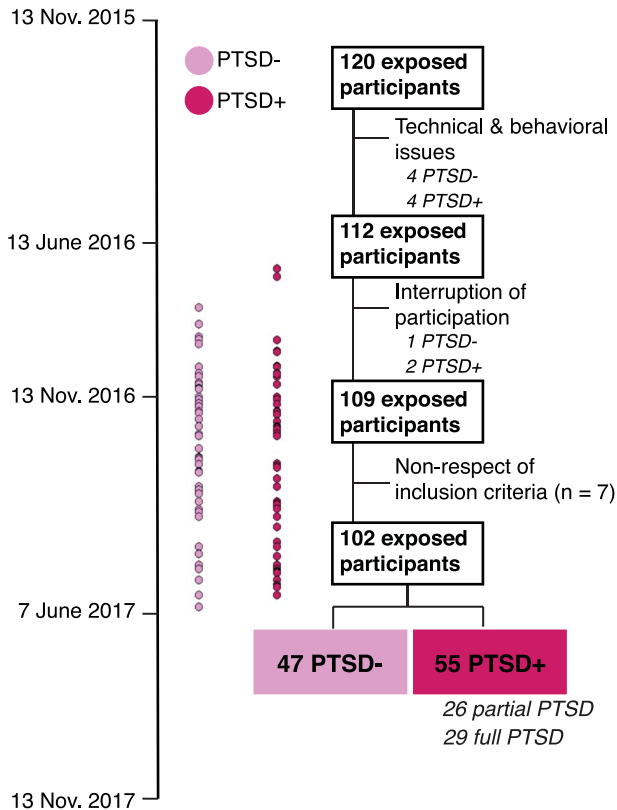 13 Nov. 2015
13 June 2016
13 Nov. 2016
7 June 2017
13 Nov. 2017
PTSD-
PTSD+
120 exposed
participants
Technical & behavioral
issues
4 PTSD-
4 PTSD+
112 exposed
participants
Interruption of
participation
1 PTSD-
2 PTSD+
109 exposed
participants
Non-respect of
inclusion criteria (n = 7)
102 exposed
participants
47 PTSD-
55 PTSD+
26 partial PTSD
29 full PTSD